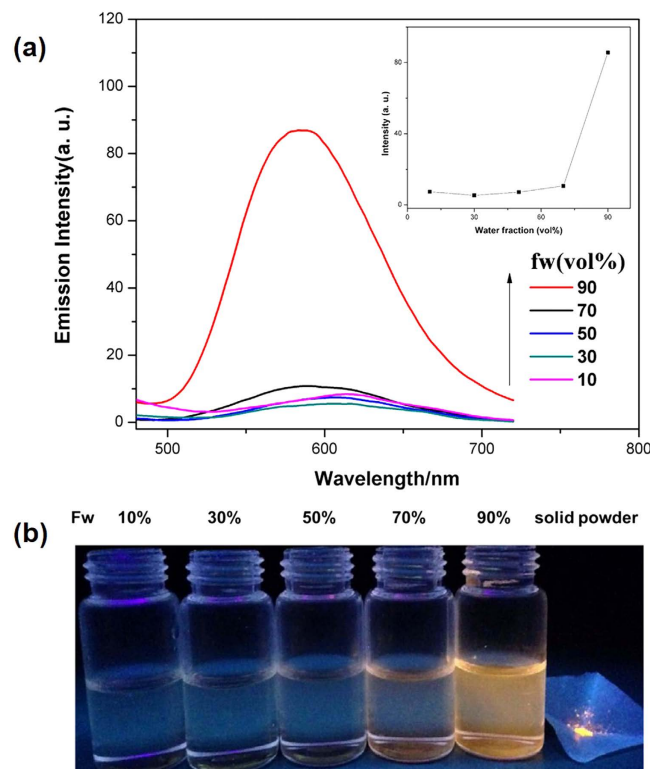 (a)
Emission Intensity(a. u.)
120
100
80
60
40
20
0
500
600
700
800
Wavelength/nm
Intensity (a. u.)
80
40
0
0
30
60
90
Water fraction (vol%)
fw(vol%)
90
70
50
30
10
(b)
Fw 10% 30% 50% 70% 90% solid powder